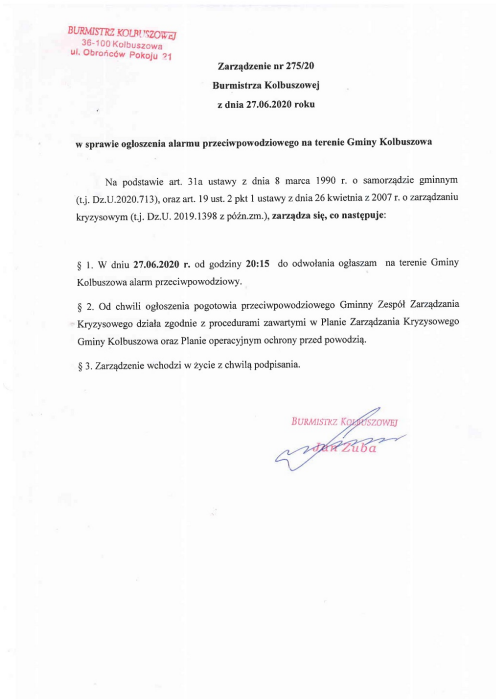 BURMISTRZ KOLBUSZOWEJ
36-100 Kolbuszowa
ul. Obrońców Pokoju 21
Zarządzenie nr 275/20
Burmistrza Kolbuszowej
z dnia 27.06.2020 roku
w sprawie ogłoszenia alarmu przeciwpowodziowego na terenie Gminy Kolbuszowa
Na podstawie art. 31a ustawy z dnia 8 marca 1990 r. o samorządzie gminnym
(t.j. Dz.U.2020.713), oraz art. 19 ust. 2 pkt 1 ustawy z dnia 26 kwietnia z 2007 r. o zarządzaniu
kryzysowym (t.j. Dz.U. 2019.1398 z późn.zm.), zarządza się, co następuje:
§ 1. W dniu 27.06.2020 r. od godziny 20:15 do odwołania ogłaszam na terenie Gminy
Kolbuszowa alarm przeciwpowodziowy.
§ 2. Od chwili ogłoszenia pogotowia przeciwpowodziowego Gminny Zespół Zarządzania
Kryzysowego działa zgodnie z procedurami zawartymi w Planie Zarządzania Kryzysowego
Gminy Kolbuszowa oraz Planie operacyjnym ochrony przed powodzią.
§ 3. Zarządzenie wchodzi w życie z chwilą podpisania.
BURMISTRZ KOLBUSZOWEJ
Jan Zuba